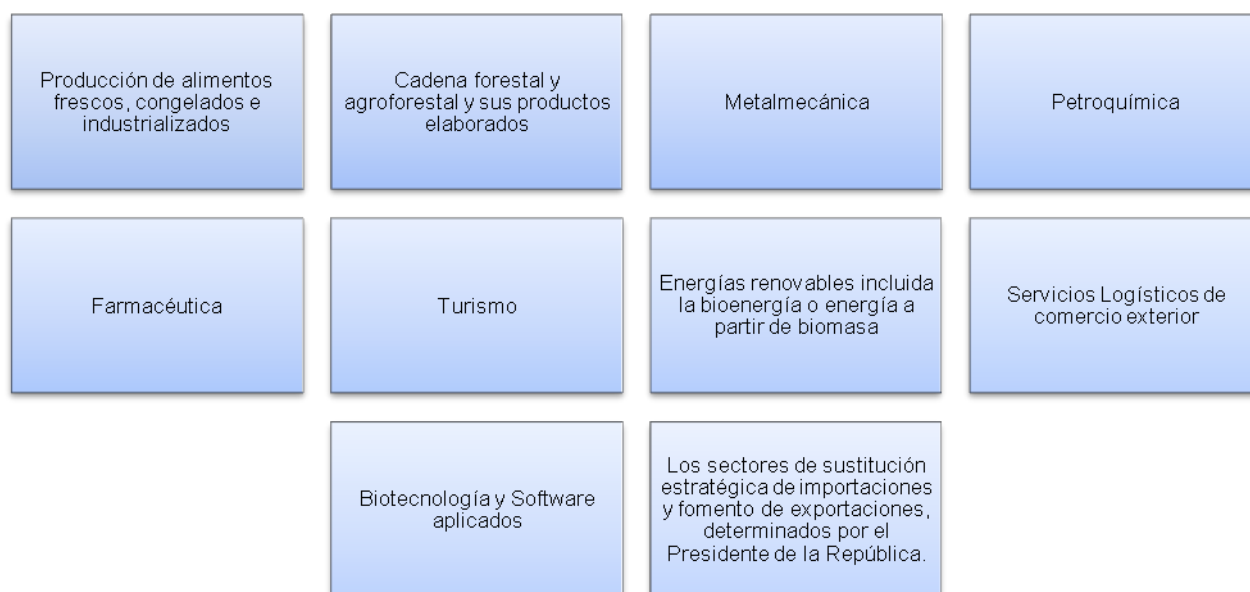 Producción de alimentos
frescos, congelados e
industrializados
Cadena forestal y
agroforestal y sus productos
elaborados
Metalmecánica
Petroquímica
Farmacéutica
Turismo
Energías renovables incluida
la bioenergía o energía a
partir de biomasa
Servicios Logísticos de
comercio exterior
Biotecnología y Software
aplicados
Los sectores de sustitución
estratégica de importaciones
y fomento de exportaciones,
determinados por el
Presidente de la República.